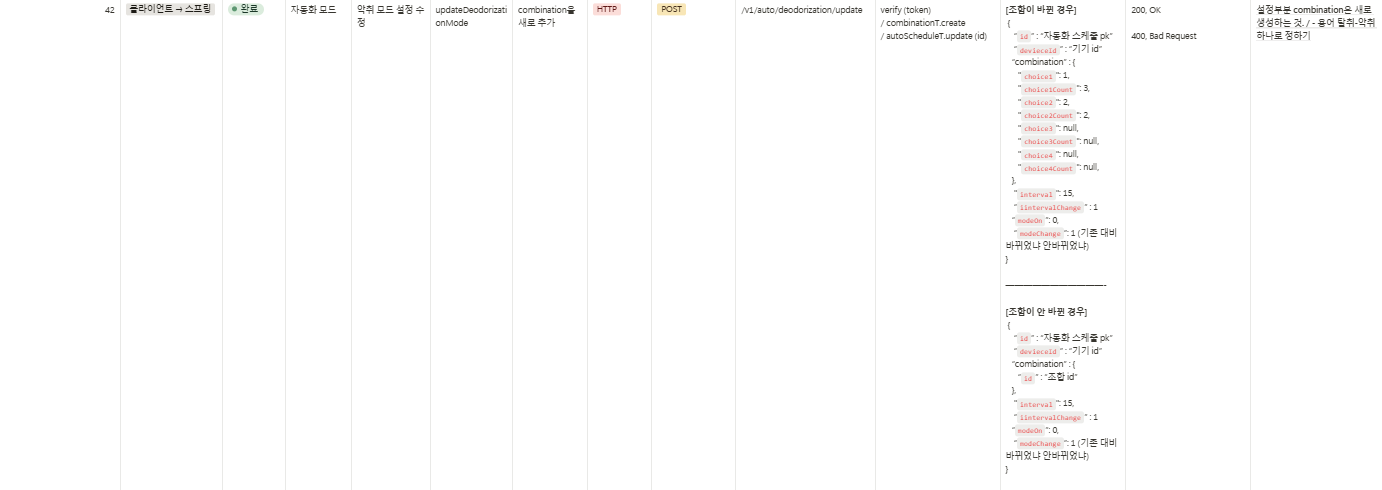 42
클라이언트 → 스프링
완료
자동화 모드
악취 모드 설정 수
정
updateDeodorizati
onMode
combination을
새로 추가
HTTP
POST
/v1/auto/deodorization/update
verify (token)
/ combinationT.create
/ autoScheduleT.update (id)
[조합이 바뀐 경우]
{
"id" : "자동화 스케줄 pk"
"devieceId" : "기기 id"
"combination" : {
"choice1": 1,
"choice1Count": 3,
"choice2": 2,
"choice2Count": 2,
"choice3": null,
"choice3Count": null,
"choice4": null,
"choice4Count": null,
},
"interval": 15,
"iintervalChange" : 1
"modeOn": 0,
"modeChange": 1 (기존 대비
바뀌었냐 안바뀌었냐)
}
———————————-
[조합이 안 바뀐 경우]
{
"id" : "자동화 스케줄 pk"
"devieceId" : "기기 id"
"combination" : {
"id" : "조합 id"
},
"interval": 15,
"iintervalChange" : 1
"modeOn": 0,
"modeChange": 1 (기존 대비
바뀌었냐 안바뀌었냐)
}
200, OK
400, Bad Request
설정부분 combination은 새로
생성하는 것. / - 용어 탈취-악취
하나로 정하기